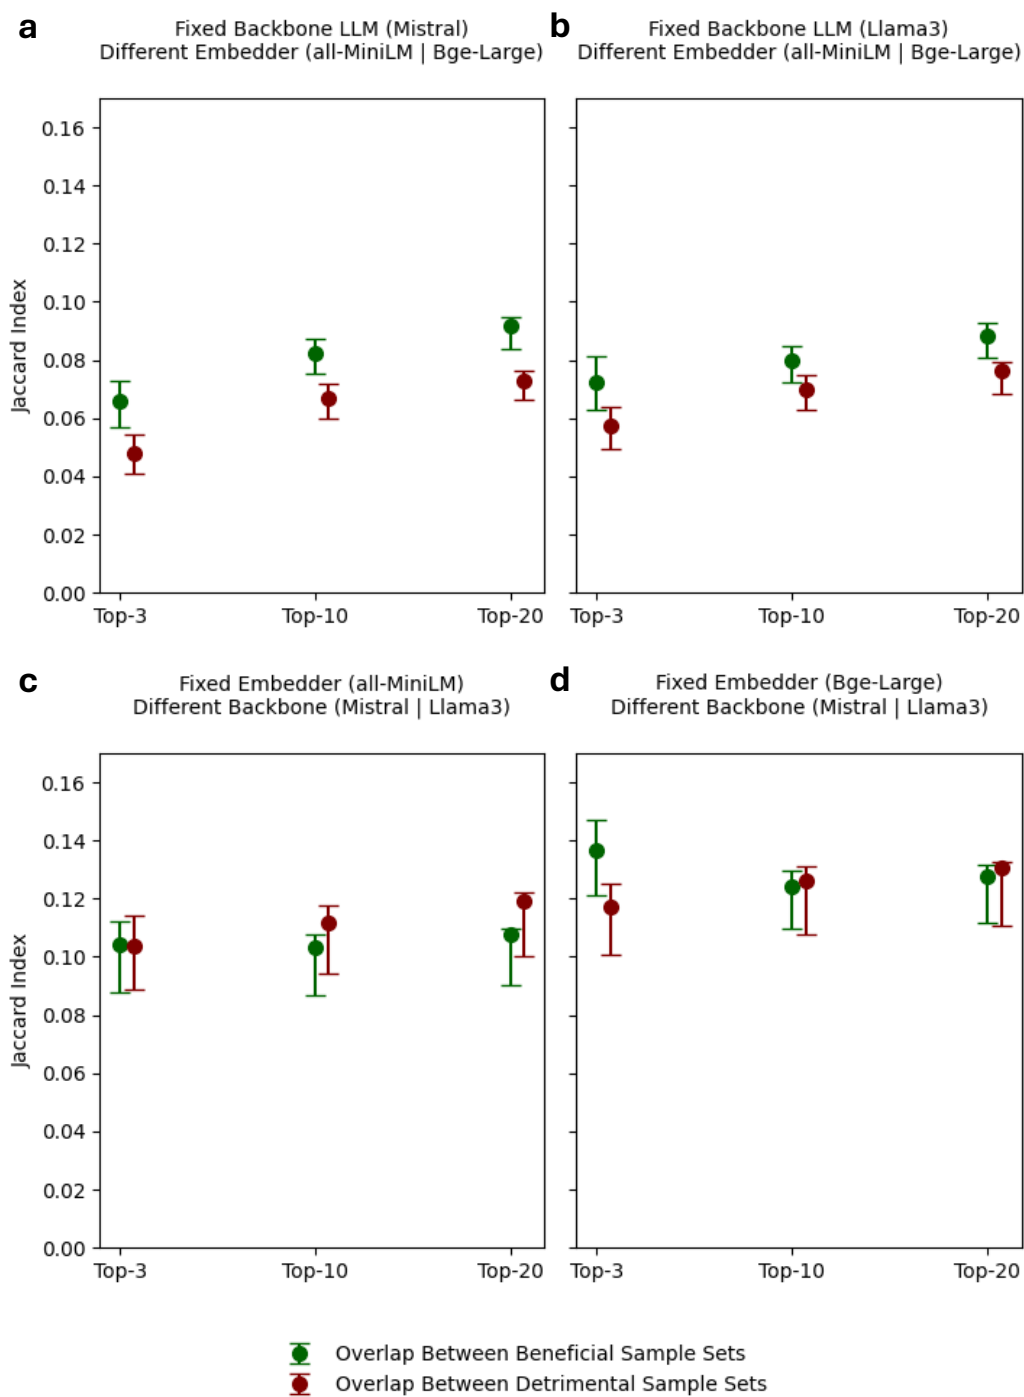 a
Fixed Backbone LLM (Mistral)
Different Embedder (all-MiniLM | Bge-Large)
b
Fixed Backbone LLM (Llama3)
Different Embedder (all-MiniLM | Bge-Large)
Jaccard Index
0.16
0.14
0.12
0.10
0.08
0.06
0.04
0.02
0.00
Top-3
Top-10
Top-20
Top-3
Top-10
Top-20
c
Fixed Embedder (all-MiniLM)
Different Backbone (Mistral | Llama3)
d
Fixed Embedder (Bge-Large)
Different Backbone (Mistral | Llama3)
Jaccard Index
0.16
0.14
0.12
0.10
0.08
0.06
0.04
0.02
0.00
Top-3
Top-10
Top-20
Top-3
Top-10
Top-20
Overlap Between Beneficial Sample Sets
Overlap Between Detrimental Sample Sets